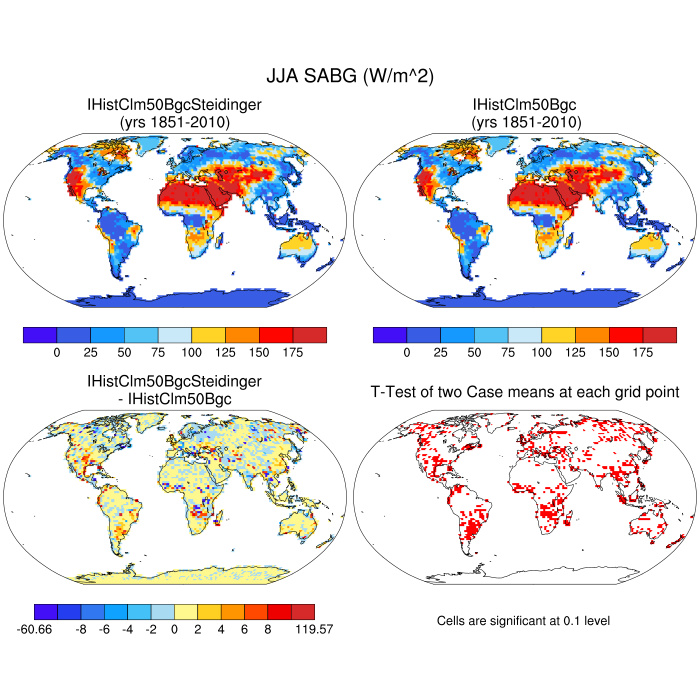 JJA SABG (W/m^2)
IHistClm50BgcSteidinger
(yrs 1851-2010)
IHistClm50Bgc
(yrs 1851-2010)
0 25 50 75 100 125 150 175
0 25 50 75 100 125 150 175
IHistClm50BgcSteidinger
- IHistClm50Bgc
T-Test of two Case means at each grid point
-60.66 -8 -6 -4 -2 0 2 4 6 8 119.57
Cells are significant at 0.1 level